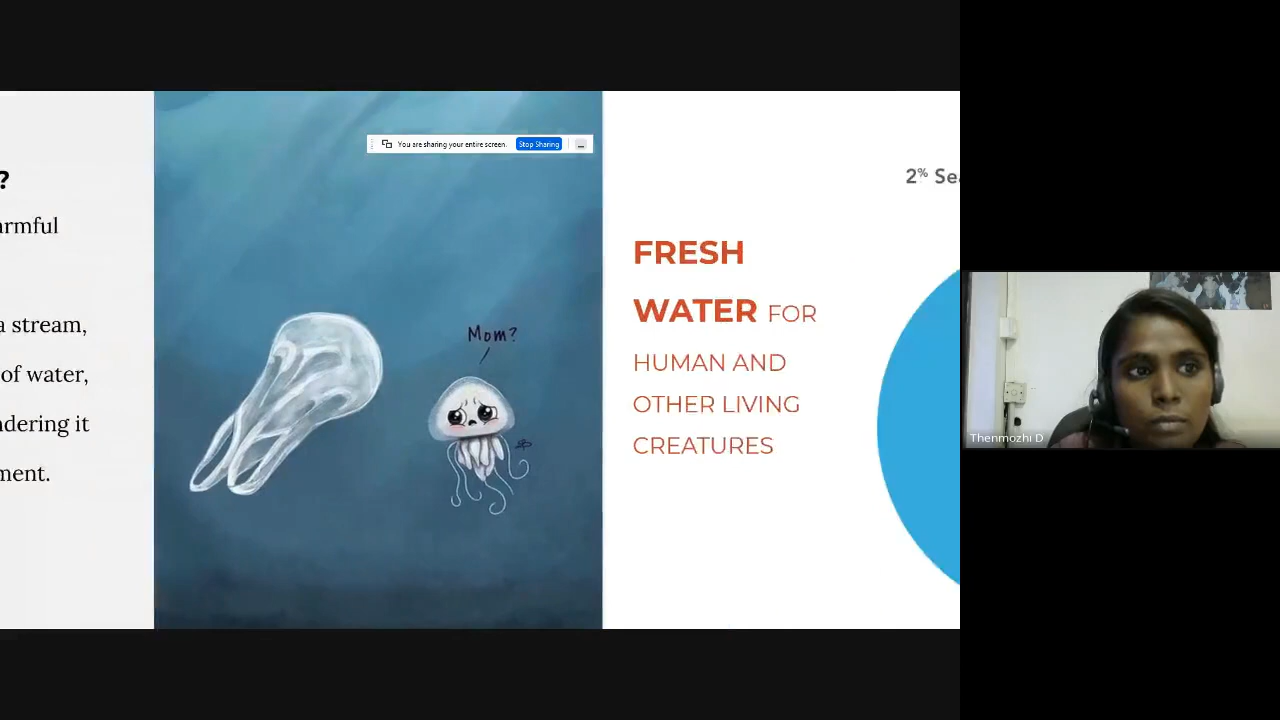 ?
armful
a stream,
of water,
dering it
ment.
You are sharing your entire screen.
Stop Sharing
Mom?
2% Se
FRESH
WATER FOR
HUMAN AND
OTHER LIVING
CREATURES
Thenmozhi D